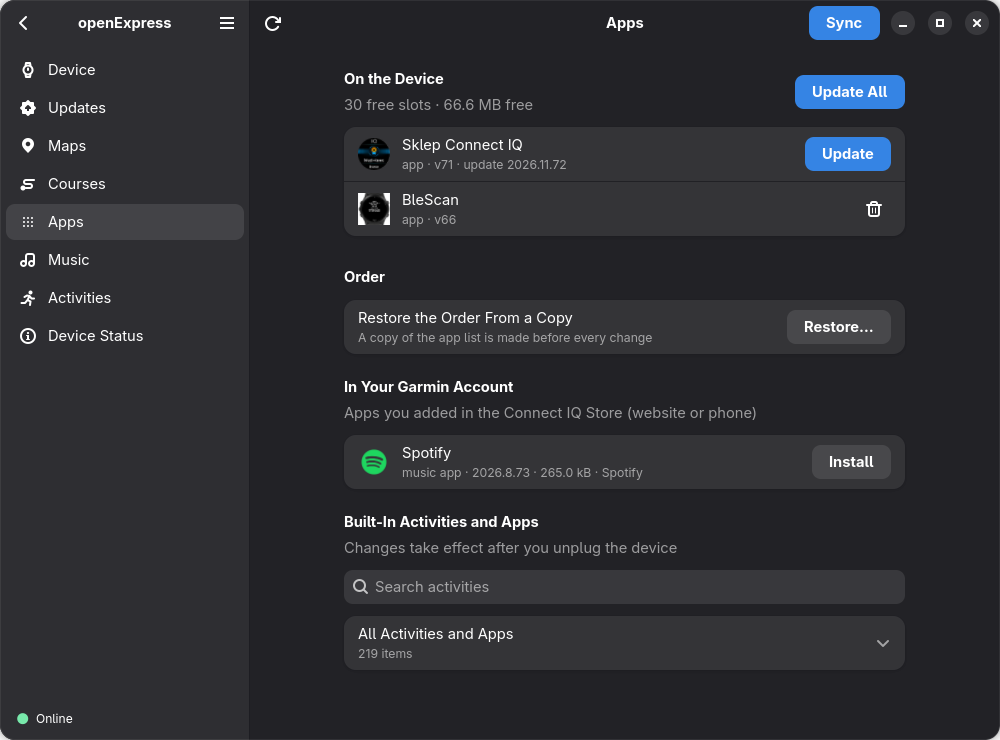 openExpress
Apps
Sync
Device
Updates
Maps
Courses
Apps
Music
Activities
Device Status
Online
On the Device
30 free slots · 66.6 MB free
Update All
Sklep Connect IQ
app · v71 · update 2026.11.72
Update
BleScan
app · v66
Order
Restore the Order From a Copy
A copy of the app list is made before every change
Restore…
In Your Garmin Account
Apps you added in the Connect IQ Store (website or phone)
Spotify
music app · 2026.8.73 · 265.0 kB · Spotify
Install
Built-In Activities and Apps
Changes take effect after you unplug the device
Search activities
All Activities and Apps
219 items